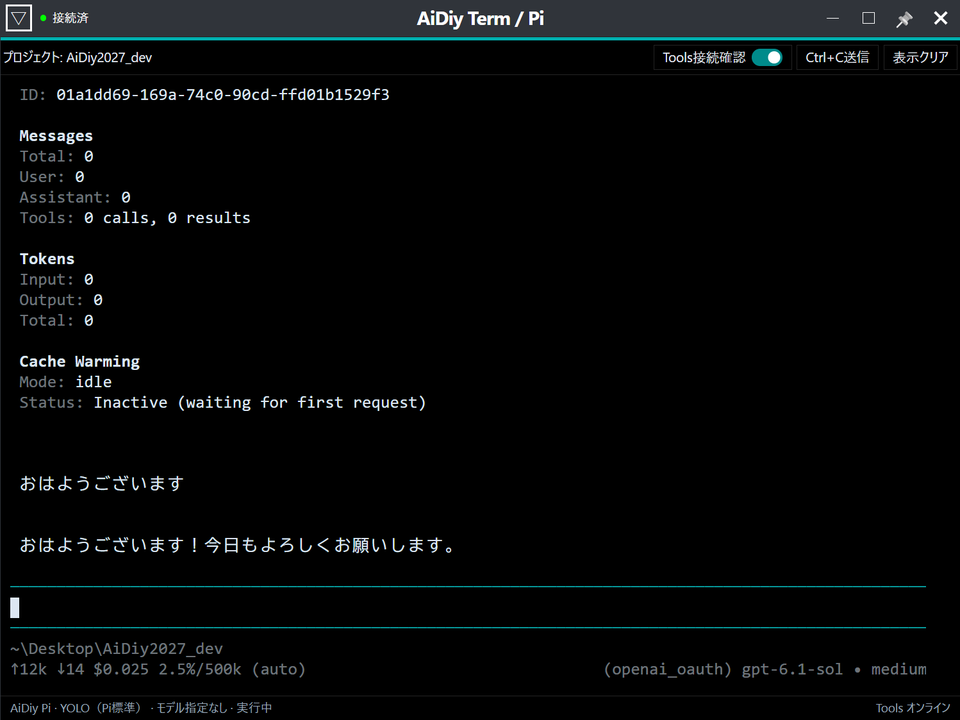 接続済
AiDiy Term / Pi
プロジェクト: AiDiy2027_dev
Tools接続確認
Ctrl+C送信
表示クリア
ID: 01a1dd69-169a-74c0-90cd-ffd01b1529f3
Messages
Total: 0
User: 0
Assistant: 0
Tools: 0 calls, 0 results
Tokens
Input: 0
Output: 0
Total: 0
Cache Warming
Mode: idle
Status: Inactive (waiting for first request)
おはようございます
おはようございます！今日もよろしくお願いします。
~\Desktop\AiDiy2027_dev
↑12k ↓14 $0.025 2.5%/500k (auto)
(openai_oauth) gpt-6.1-sol • medium
AiDiy Pi · YOLO（Pi標準） · モデル指定なし · 実行中
Tools オンライン